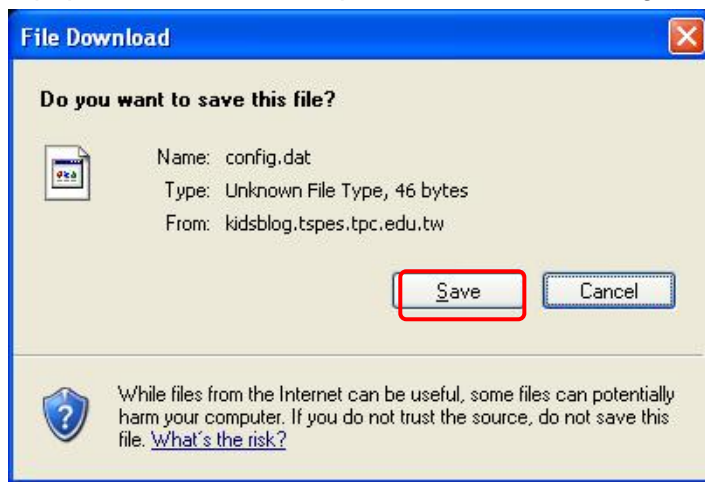 File Download
Do you want to save this file?
Name: config.dat
Type: Unknown File Type, 46 bytes
From: kidsblog.tspes.tpc.edu.tw
Save Cancel
While files from the Internet can be useful, some files can potentially
harm your computer. If you do not trust the source, do not save this
file. What's the risk?